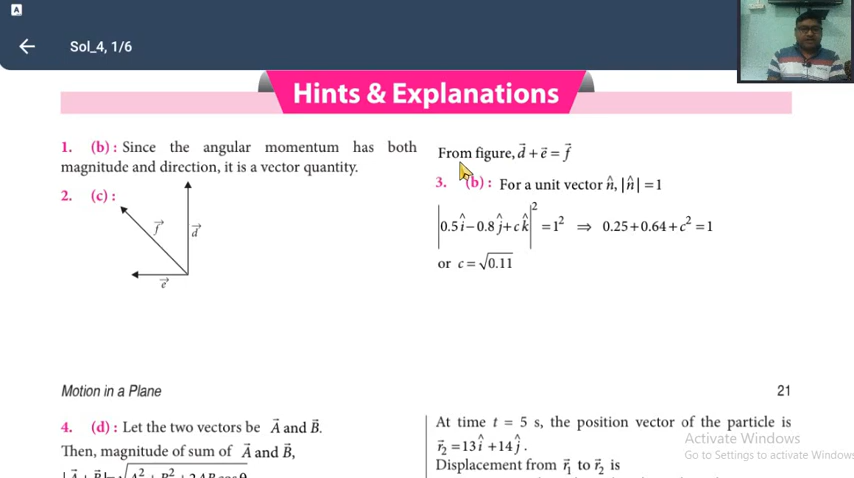 A
Sol_4, 1/6
Hints & Explanations
1. (b) : Since the angular momentum has both
magnitude and direction, it is a vector quantity.
2. (c) :
f⃗
d⃗
e⃗
From figure, d⃗ + e⃗ = f⃗
3. (b) : For a unit vector n̂, |n̂| = 1
|0.5î − 0.8ĵ + ck̂|² = 1² ⇒ 0.25 + 0.64 + c² = 1
or c = √0.11
Motion in a Plane
21
4. (d) : Let the two vectors be A⃗ and B⃗.
Then, magnitude of sum of A⃗ and B⃗,
At time t = 5 s, the position vector of the particle is
r⃗₂ = 13î + 14ĵ.
Displacement from r⃗₁ to r⃗₂ is
Activate Windows
Go to Settings to activate Windows